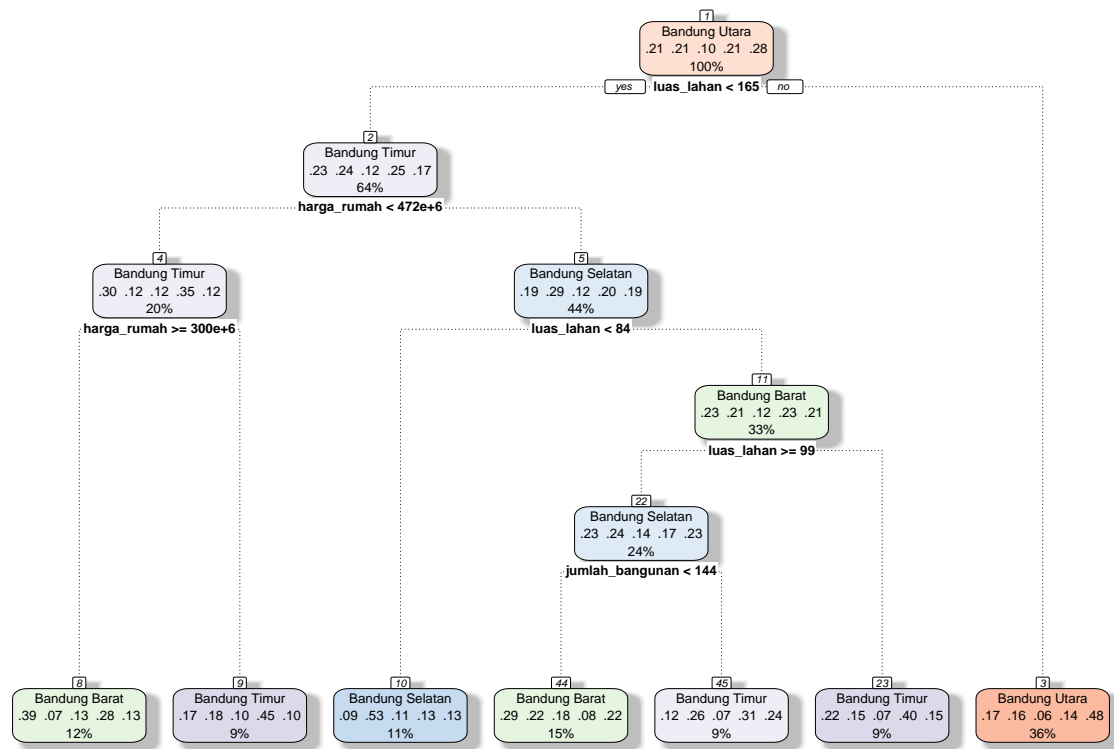 1
Bandung Utara
.21 .21 .10 .21 .28
100%
yes luas_lahan < 165 no
2
Bandung Timur
.23 .24 .12 .25 .17
64%
harga_rumah < 472e+6
4
Bandung Timur
.30 .12 .12 .35 .12
20%
harga_rumah >= 300e+6
5
Bandung Selatan
.19 .29 .12 .20 .19
44%
luas_lahan < 84
11
Bandung Barat
.23 .21 .12 .23 .21
33%
luas_lahan >= 99
22
Bandung Selatan
.23 .24 .14 .17 .23
24%
jumlah_bangunan < 144
8
Bandung Barat
.39 .07 .13 .28 .13
12%
9
Bandung Timur
.17 .18 .10 .45 .10
9%
10
Bandung Selatan
.09 .53 .11 .13 .13
11%
44
Bandung Barat
.29 .22 .18 .08 .22
15%
45
Bandung Timur
.12 .26 .07 .31 .24
9%
23
Bandung Timur
.22 .15 .07 .40 .15
9%
3
Bandung Utara
.17 .16 .06 .14 .48
36%